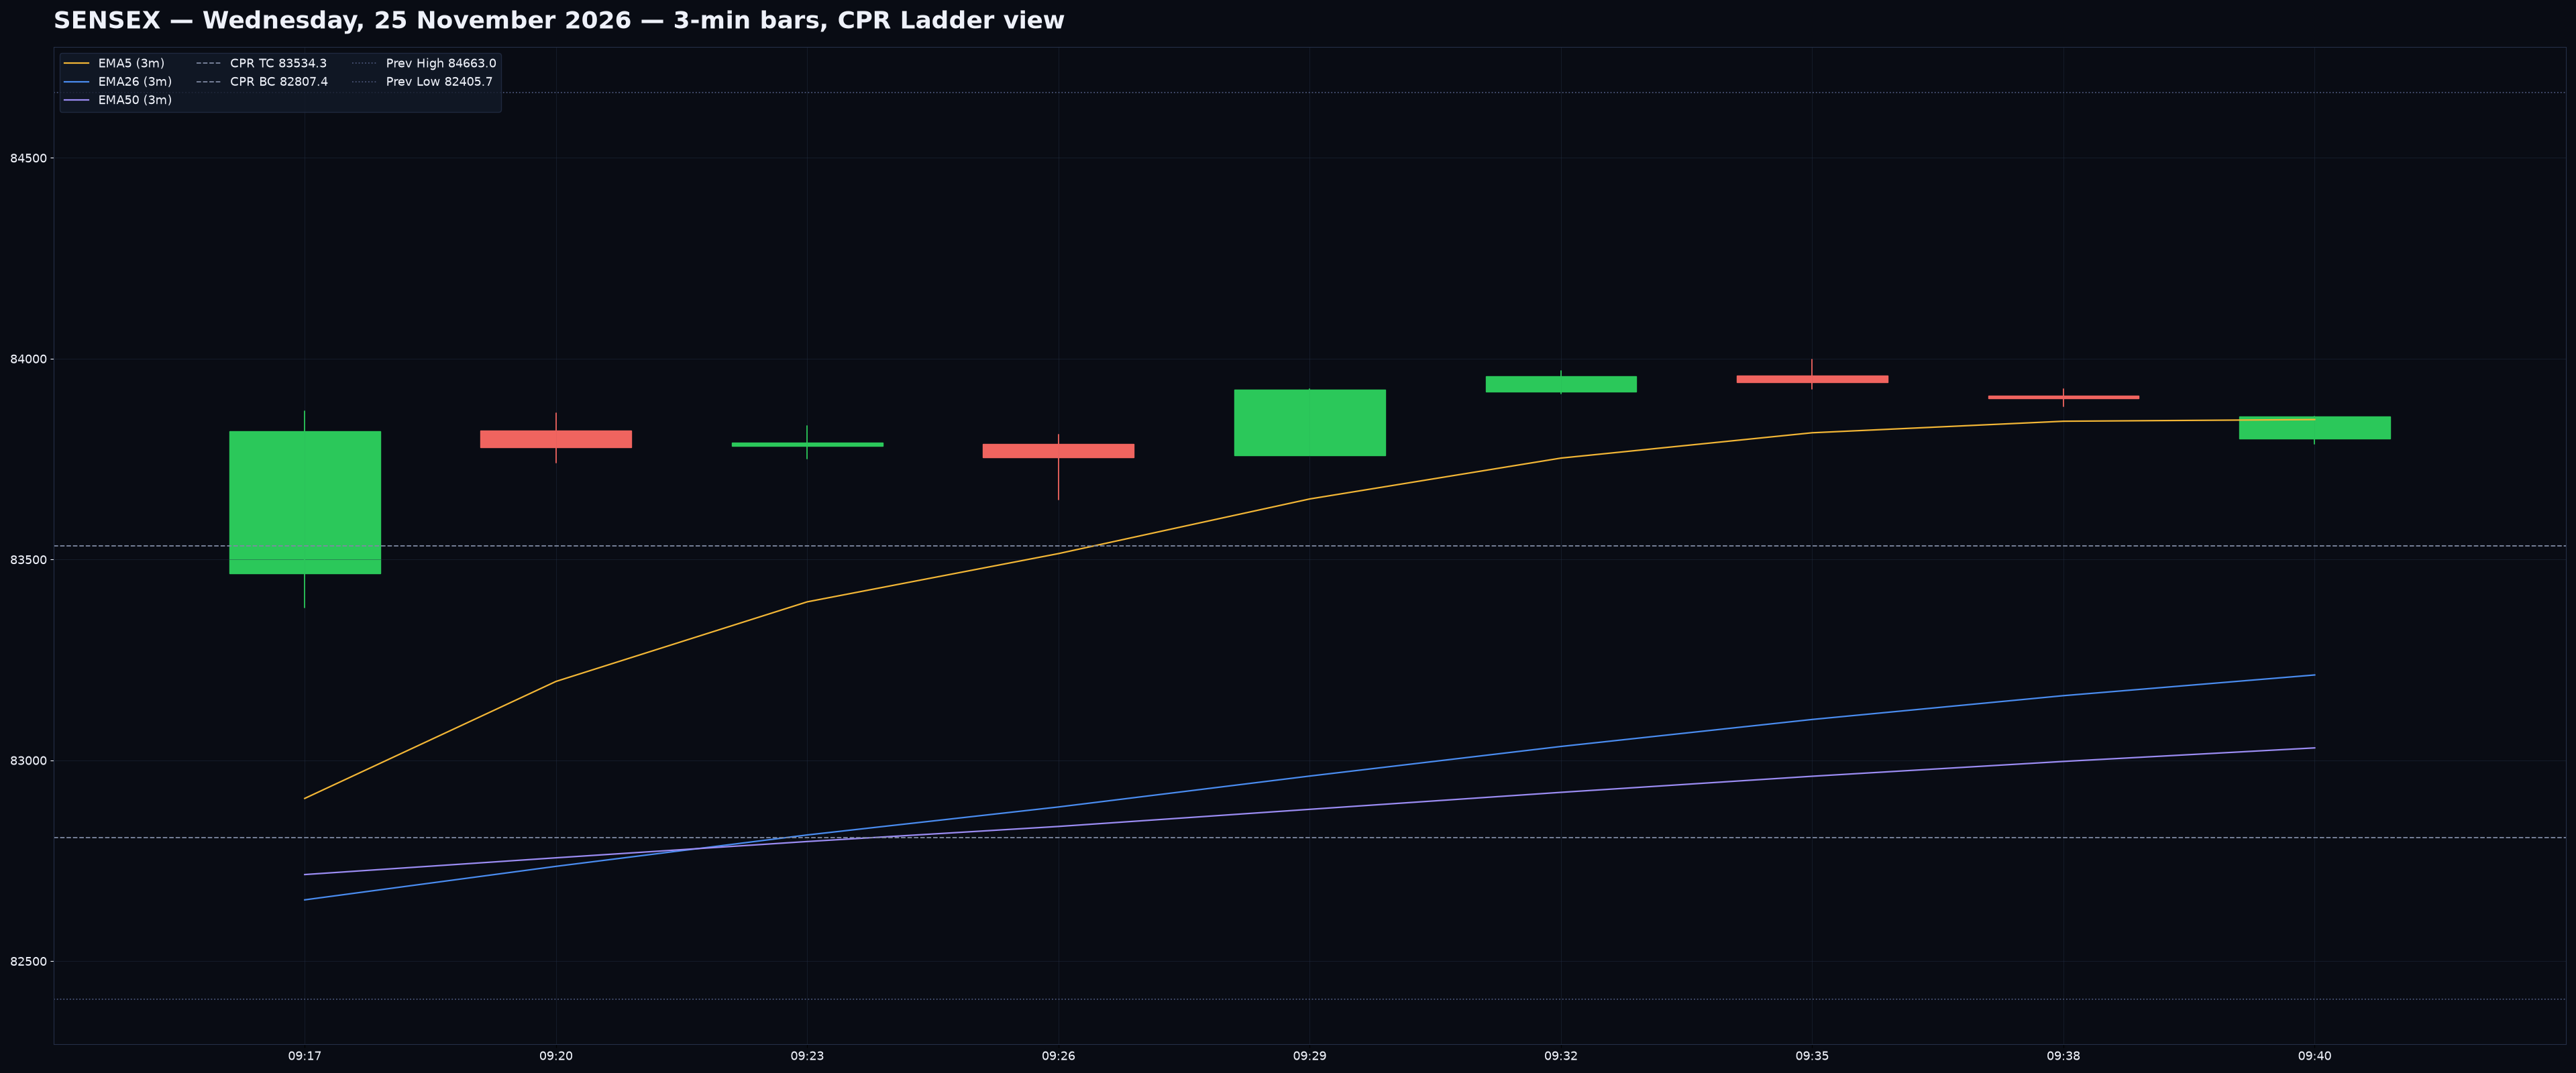 SENSEX — Wednesday, 25 November 2026 — 3-min bars, CPR Ladder view
EMA5 (3m) CPR TC 83534.3 Prev High 84663.0
EMA26 (3m) CPR BC 82807.4 Prev Low 82405.7
EMA50 (3m)
84500
84000
83500
83000
82500
09:17 09:20 09:23 09:26 09:29 09:32 09:35 09:38 09:40